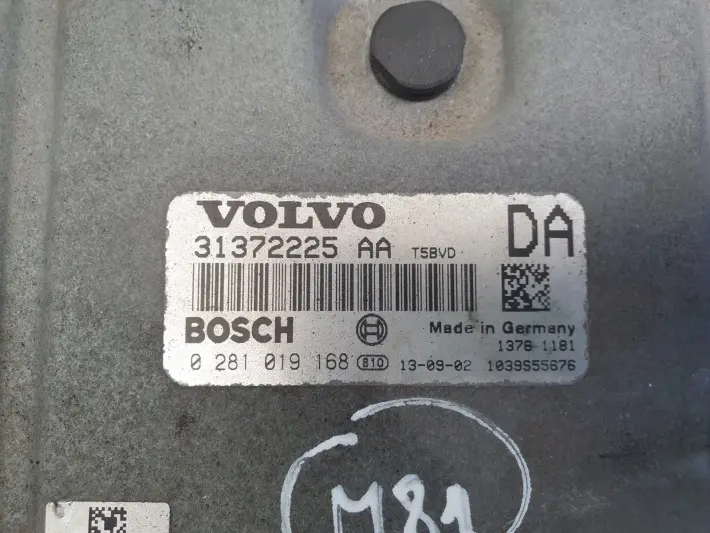 VOLVO
31372225 AA T5BVD
DA
BOSCH
Made in Germany
1376 1181
0 281 019 168 810 13-09-02 1039S55676
M81